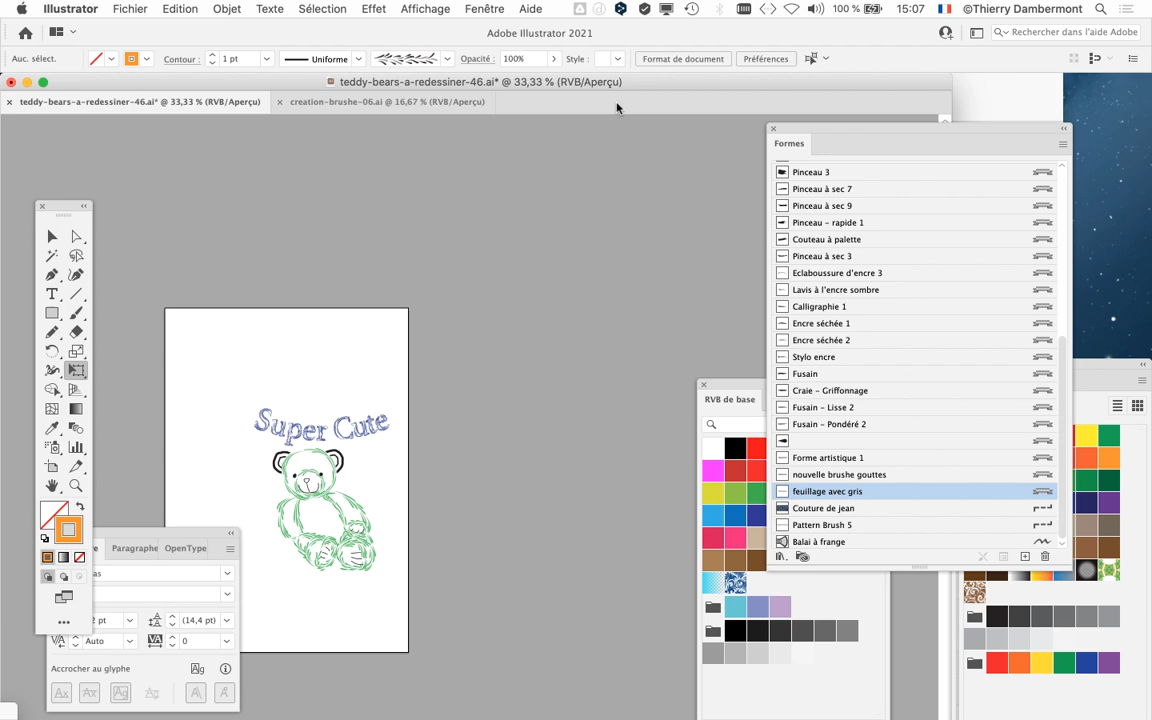 Illustrator Fichier Edition Objet Texte Sélection Effet Affichage Fenêtre Aide 100 % 15:07 ©Thierry Dambermont
Adobe Illustrator 2021 Rechercher dans l'aide Adobe
Auc. sélect. Contour : 1 pt Uniforme Opacité : 100% Style : Format de document Préférences
teddy-bears-a-redessiner-46.ai* @ 33,33 % (RVB/Aperçu)
teddy-bears-a-redessiner-46.ai* @ 33,33 % (RVB/Aperçu) creation-brushe-06.ai @ 16,67 % (RVB/Aperçu)
Formes
Pinceau 3
Pinceau à sec 7
Pinceau à sec 9
Pinceau - rapide 1
Couteau à palette
Pinceau à sec 3
Eclaboussure d'encre 3
Lavis à l'encre sombre
Calligraphie 1
Encre séchée 1
Encre séchée 2
Stylo encre
Fusain
Craie - Griffonnage
Fusain - Lisse 2
Fusain - Pondéré 2
Forme artistique 1
nouvelle brushe gouttes
feuillage avec gris
Couture de jean
Pattern Brush 5
Balai à frange
RVB de base
Super Cute
Paragraphe OpenType
(14,4 pt)
Auto 0
Accrocher au glyphe